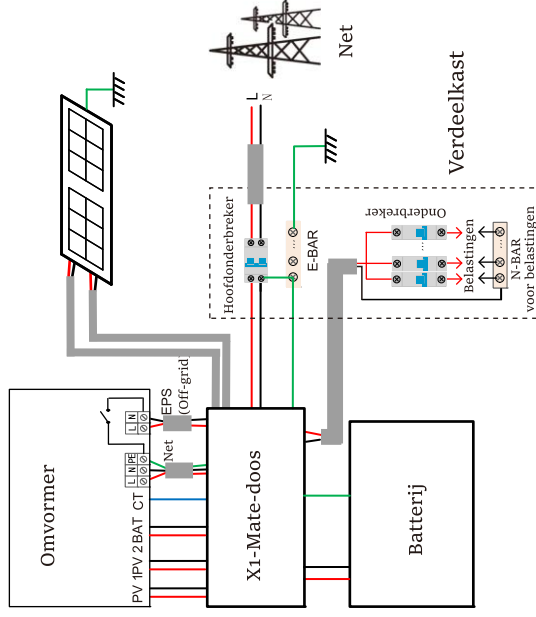 Omvormer
PV 1
PV 2
BAT
CT
L N PE
L N
Net
EPS
(Off-grid)
X1-Mate-doos
Batterij
Hoofdonderbreker
E-BAR
L
N
Net
Verdeelkast
Onderbreker
Belastingen
N-BAR
voor belastingen